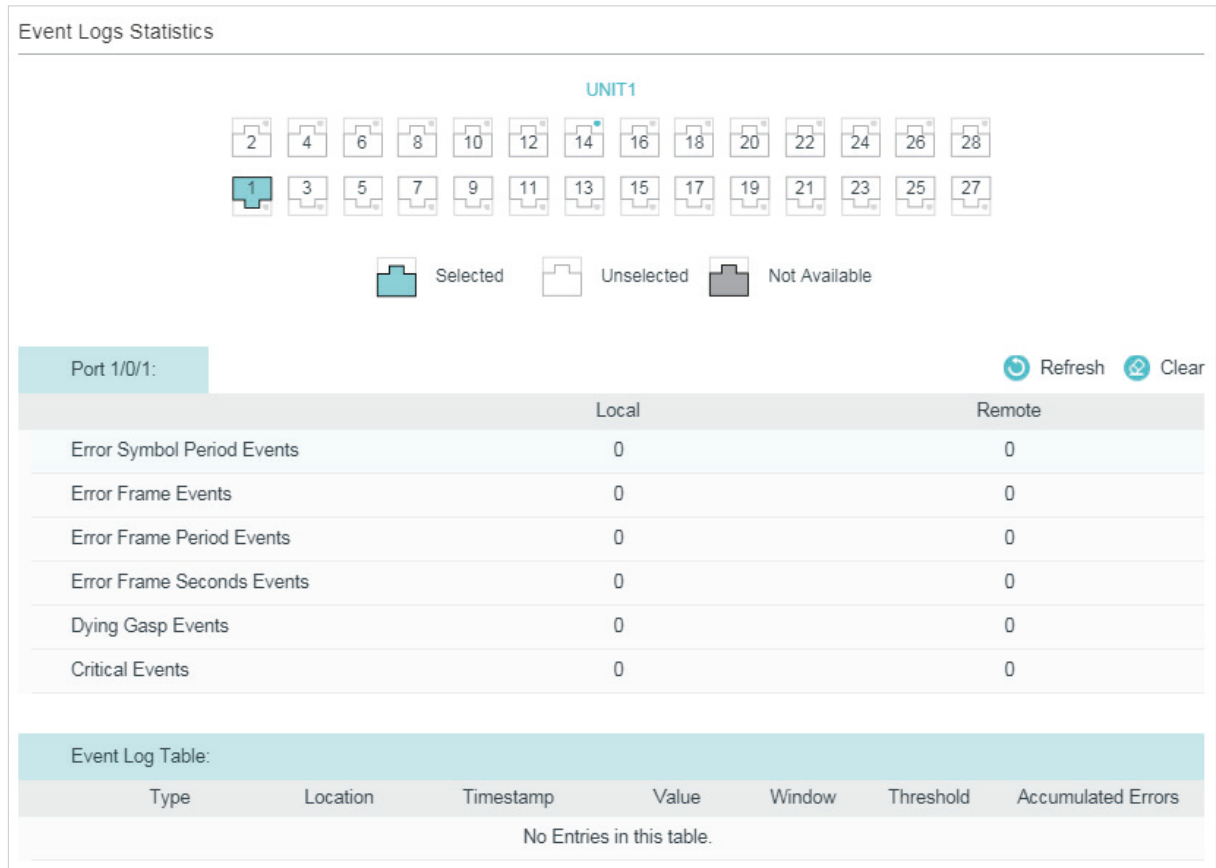 Event Logs Statistics
UNIT1
2 4 6 8 10 12 14 16 18 20 22 24 26 28
1 3 5 7 9 11 13 15 17 19 21 23 25 27
Selected Unselected Not Available
Port 1/0/1: Refresh Clear
Local Remote
Error Symbol Period Events 0 0
Error Frame Events 0 0
Error Frame Period Events 0 0
Error Frame Seconds Events 0 0
Dying Gasp Events 0 0
Critical Events 0 0
Event Log Table:
Type Location Timestamp Value Window Threshold Accumulated Errors
No Entries in this table.